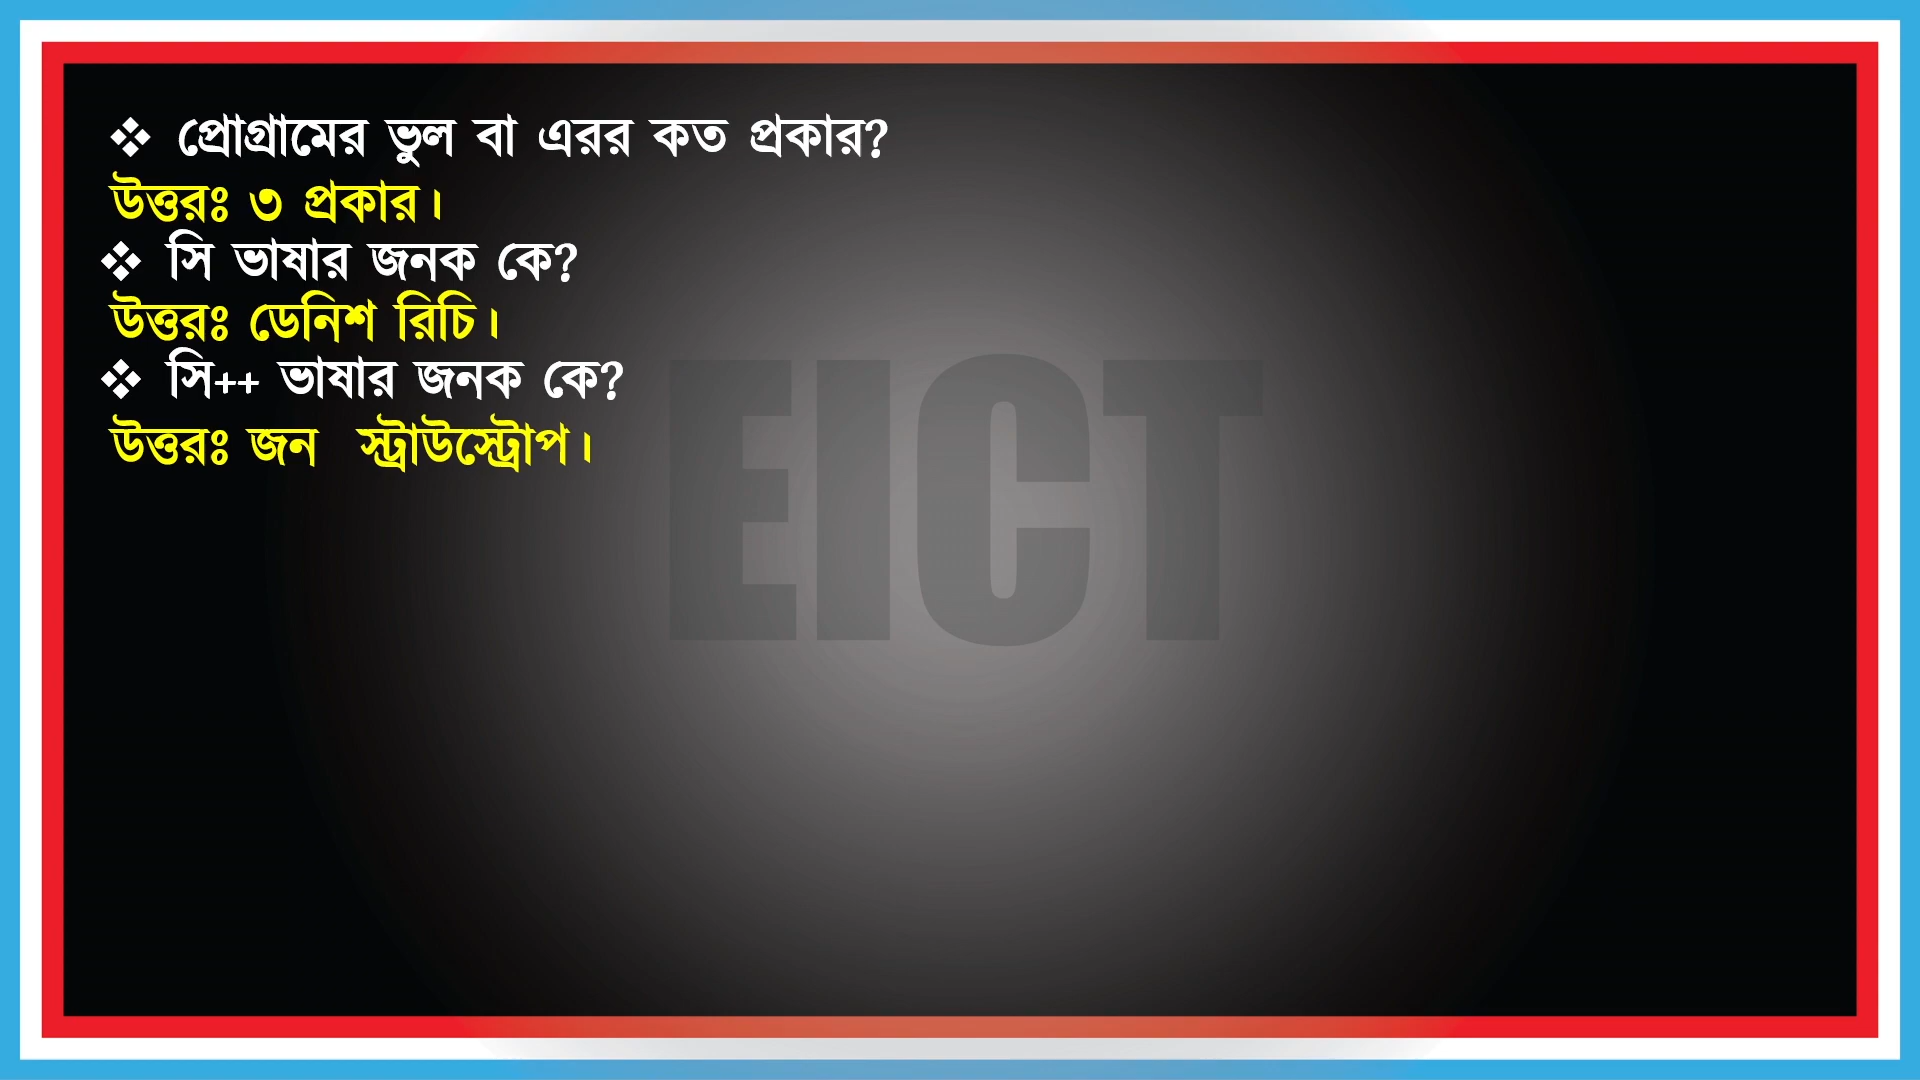 ❖ প্রোগ্রামের ভুল বা এরর কত প্রকার?
উত্তরঃ ৩ প্রকার।
❖ সি ভাষার জনক কে?
উত্তরঃ ডেনিশ রিচি।
❖ সি++ ভাষার জনক কে?
উত্তরঃ জন স্ট্রাউস্ট্রোপ।
EICT